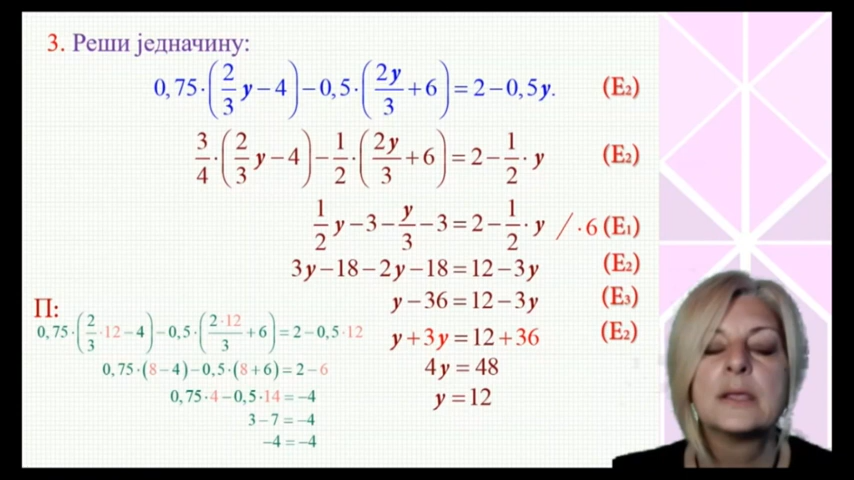 3. Реши једначину:
0,75·(2/3 y−4)−0,5·(2y/3+6)=2−0,5y. (E₂)
3/4·(2/3 y−4)−1/2·(2y/3+6)=2−1/2·y (E₂)
1/2 y−3−y/3−3=2−1/2·y /·6 (E₁)
3y−18−2y−18=12−3y (E₂)
y−36=12−3y (E₃)
y+3y=12+36 (E₂)
4y=48
y=12
П:
0,75·(2/3·12−4)−0,5·(2·12/3+6)=2−0,5·12
0,75·(8−4)−0,5·(8+6)=2−6
0,75·4−0,5·14=−4
3−7=−4
−4=−4